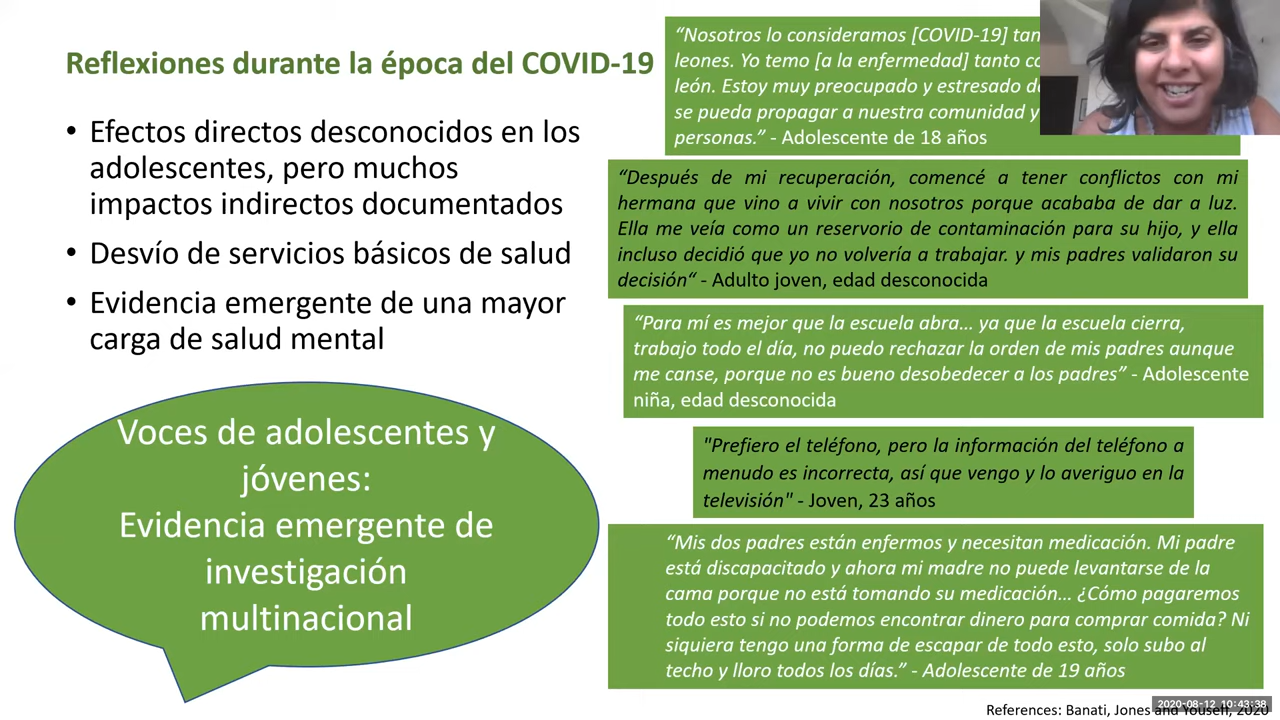 Reflexiones durante la época del COVID-19
• Efectos directos desconocidos en los
adolescentes, pero muchos
impactos indirectos documentados
• Desvío de servicios básicos de salud
• Evidencia emergente de una mayor
carga de salud mental
Voces de adolescentes y
jóvenes:
Evidencia emergente de
investigación
multinacional
“Nosotros lo consideramos [COVID-19]
leones. Yo temo [a la enfermedad] tanto
león. Estoy muy preocupado y estresado
se pueda propagar a nuestra comunidad y
personas.” - Adolescente de 18 años
“Después de mi recuperación, comencé a tener conflictos con mi
hermana que vino a vivir con nosotros porque acababa de dar a luz.
Ella me veía como un reservorio de contaminación para su hijo, y ella
incluso decidió que yo no volvería a trabajar. y mis padres validaron su
decisión“ - Adulto joven, edad desconocida
“Para mí es mejor que la escuela abra… ya que la escuela cierra,
trabajo todo el día, no puedo rechazar la orden de mis padres aunque
me canse, porque no es bueno desobedecer a los padres” - Adolescente
niña, edad desconocida
"Prefiero el teléfono, pero la información del teléfono a
menudo es incorrecta, así que vengo y lo averiguo en la
televisión" - Joven, 23 años
“Mis dos padres están enfermos y necesitan medicación. Mi padre
está discapacitado y ahora mi madre no puede levantarse de la
cama porque no está tomando su medicación… ¿Cómo pagaremos
todo esto si no podemos encontrar dinero para comprar comida? Ni
siquiera tengo una forma de escapar de todo esto, solo subo al
techo y lloro todos los días.” - Adolescente de 19 años
References: Banati, Jones and Youseff, 2020
2020-08-12 10:43:38